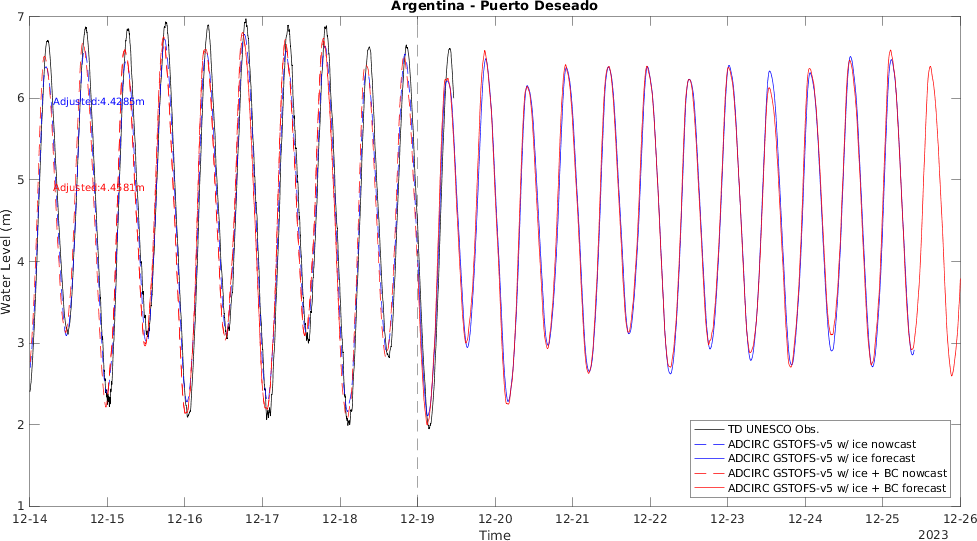 Argentina - Puerto Deseado
7
6
5
4
3
2
1
Water Level (m)
Adjusted:4.4285m
Adjusted:4.4581m
TD UNESCO Obs.
ADCIRC GSTOFS-v5 w/ ice nowcast
ADCIRC GSTOFS-v5 w/ ice forecast
ADCIRC GSTOFS-v5 w/ ice + BC nowcast
ADCIRC GSTOFS-v5 w/ ice + BC forecast
12-14 12-15 12-16 12-17 12-18 12-19 12-20 12-21 12-22 12-23 12-24 12-25 12-26
Time
2023